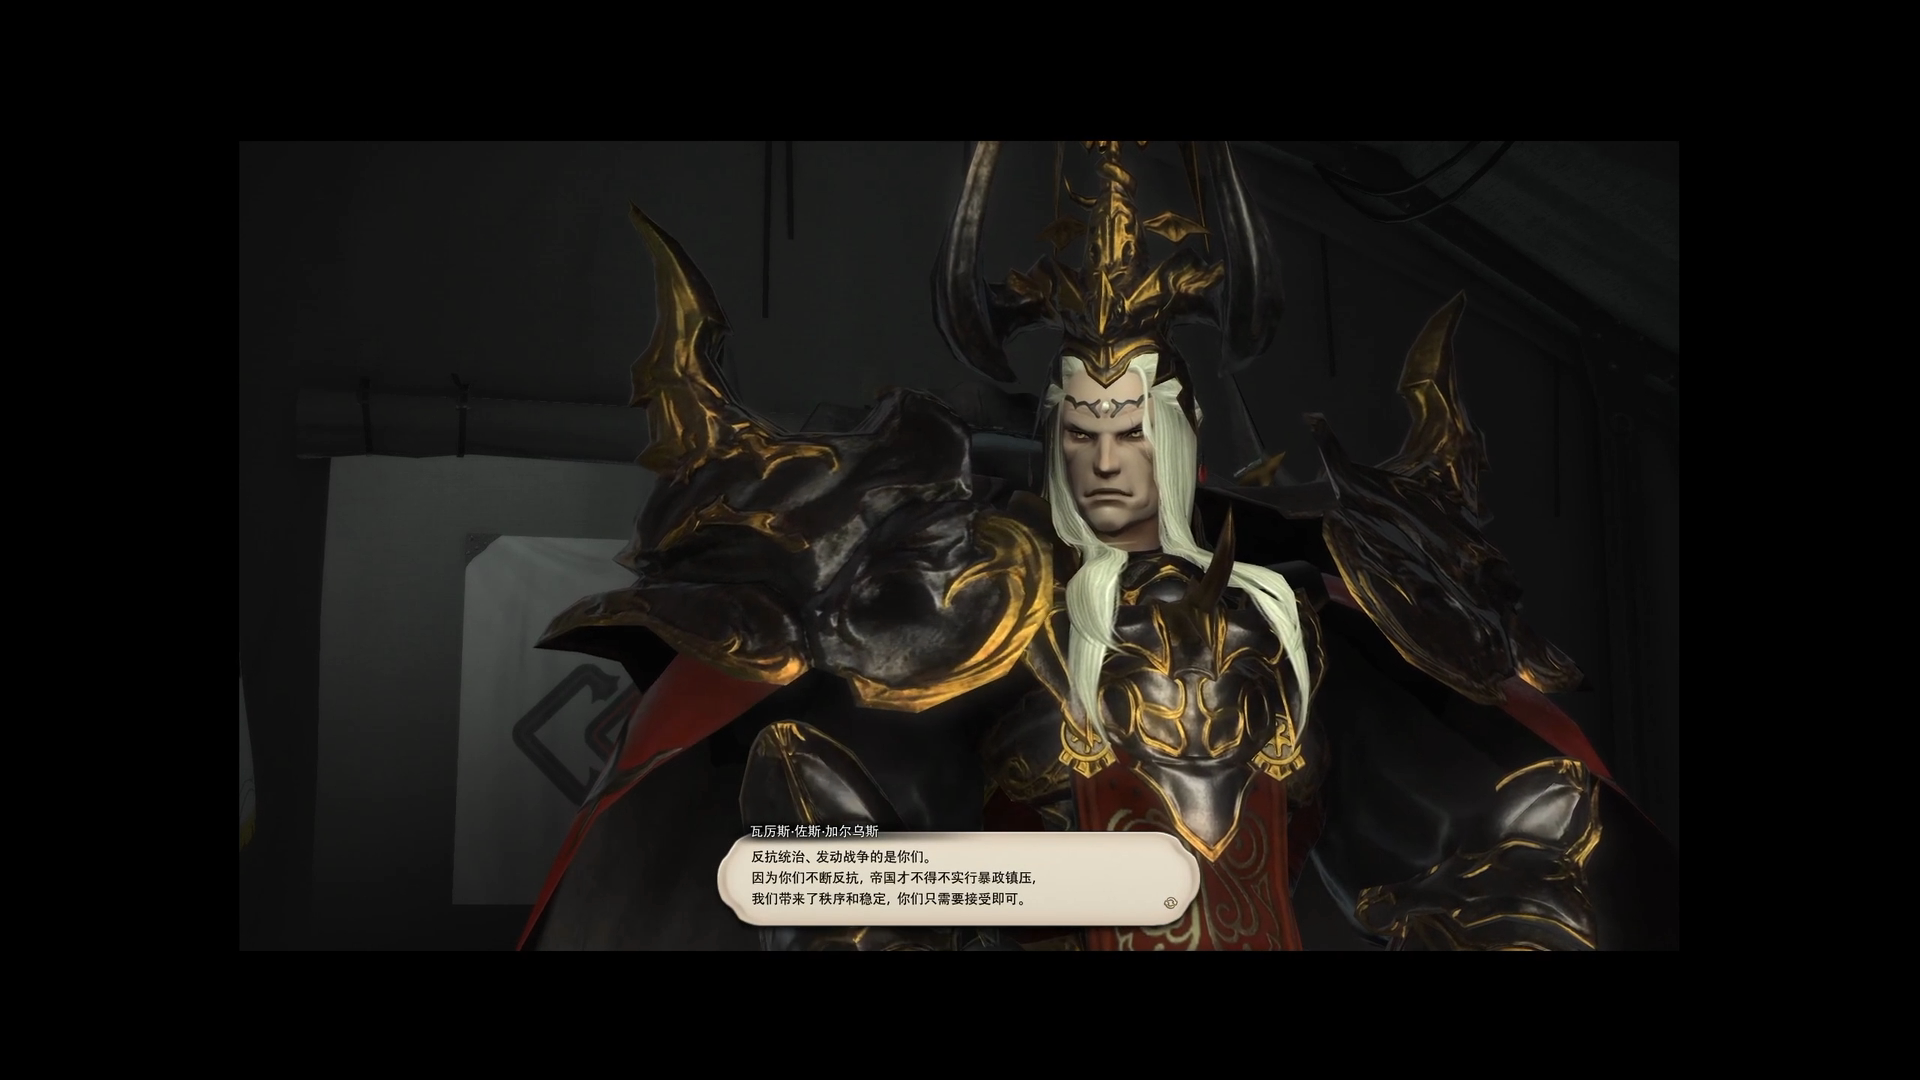 瓦厉斯·佐斯·加尔乌斯
反抗统治、发动战争的是你们。
因为你们不断反抗，帝国才不得不实行暴政镇压，
我们带来了秩序和稳定，你们只需要接受即可。